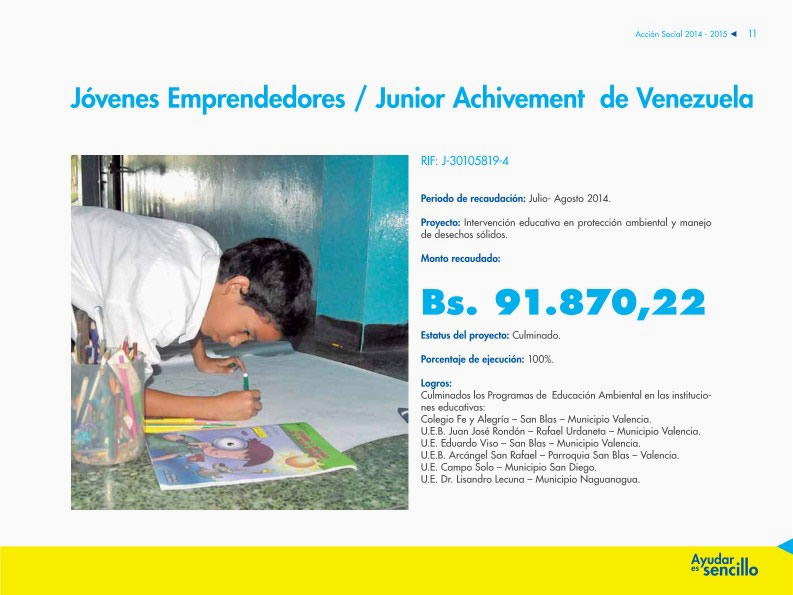 Acción Social 2014 - 2015 ◀ 11
Jóvenes Emprendedores / Junior Achivement de Venezuela
RIF: J-30105819-4
Periodo de recaudación: Julio- Agosto 2014.
Proyecto: Intervención educativa en protección ambiental y manejo
de desechos sólidos.
Monto recaudado:
Bs. 91.870,22
Estatus del proyecto: Culminado.
Porcentaje de ejecución: 100%.
Logros:
Culminados los Programas de Educación Ambiental en las institucio-
nes educativas:
Colegio Fe y Alegría – San Blas – Municipio Valencia.
U.E.B. Juan José Rondón – Rafael Urdaneta – Municipio Valencia.
U.E. Eduardo Viso – San Blas – Municipio Valencia.
U.E.B. Arcángel San Rafael – Parroquia San Blas – Valencia.
U.E. Campo Solo – Municipio San Diego.
U.E. Dr. Lisandro Lecuna – Municipio Naguanagua.
Ayudar
es sencillo